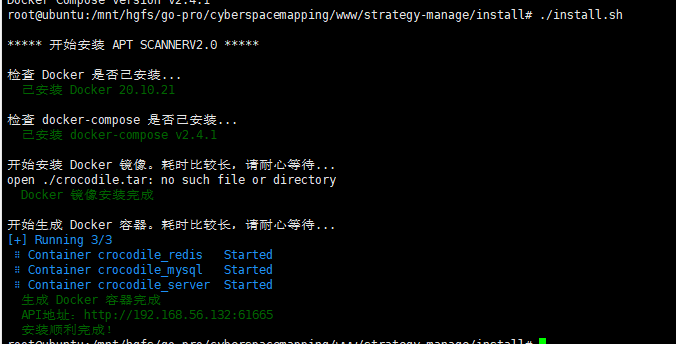 Docker Compose version v2.4.1
root@ubuntu:/mnt/hgfs/go-pro/cyberspacemapping/www/strategy-manage/install# ./install.sh
***** 开始安装 APT SCANNERV2.0 *****
检查 Docker 是否已安装...
已安装 Docker 20.10.21
检查 docker-compose 是否已安装...
已安装 docker-compose v2.4.1
开始安装 Docker 镜像。耗时比较长，请耐心等待...
open ./crocodile.tar: no such file or directory
Docker 镜像安装完成
开始生成 Docker 容器。耗时比较长，请耐心等待...
[+] Running 3/3
⠿ Container crocodile_redis Started
⠿ Container crocodile_mysql Started
⠿ Container crocodile_server Started
生成 Docker 容器完成
API地址：http://192.168.56.132:61665
安装顺利完成！
root@ubuntu:/mnt/hgfs/go-pro/cyberspacemapping/www/strategy-manage/install#